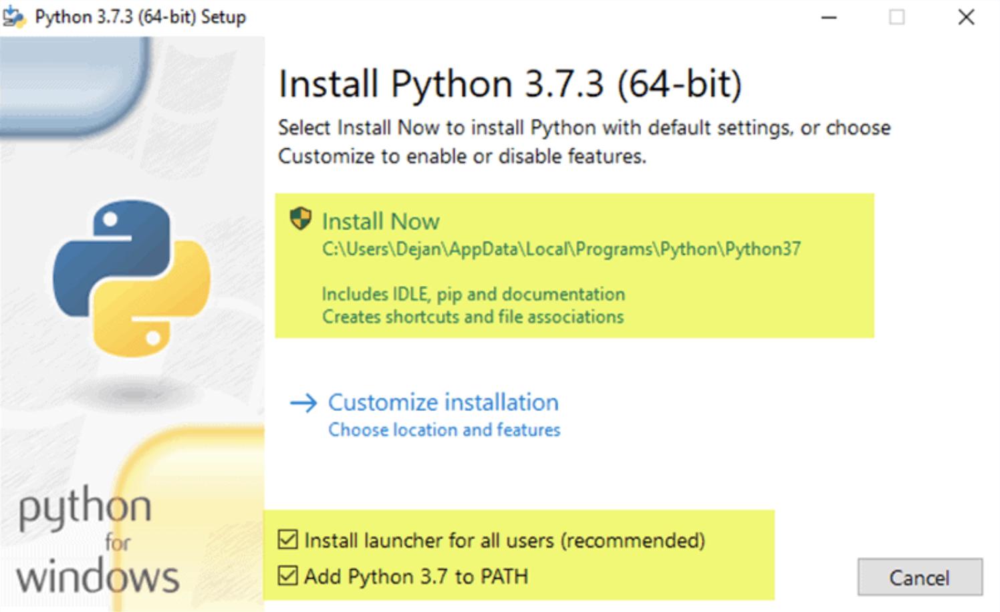 Python 3.7.3 (64-bit) Setup
Install Python 3.7.3 (64-bit)
Select Install Now to install Python with default settings, or choose
Customize to enable or disable features.
Install Now
C:\Users\Dejan\AppData\Local\Programs\Python\Python37
Includes IDLE, pip and documentation
Creates shortcuts and file associations
Customize installation
Choose location and features
python
for
windows
Install launcher for all users (recommended)
Add Python 3.7 to PATH
Cancel